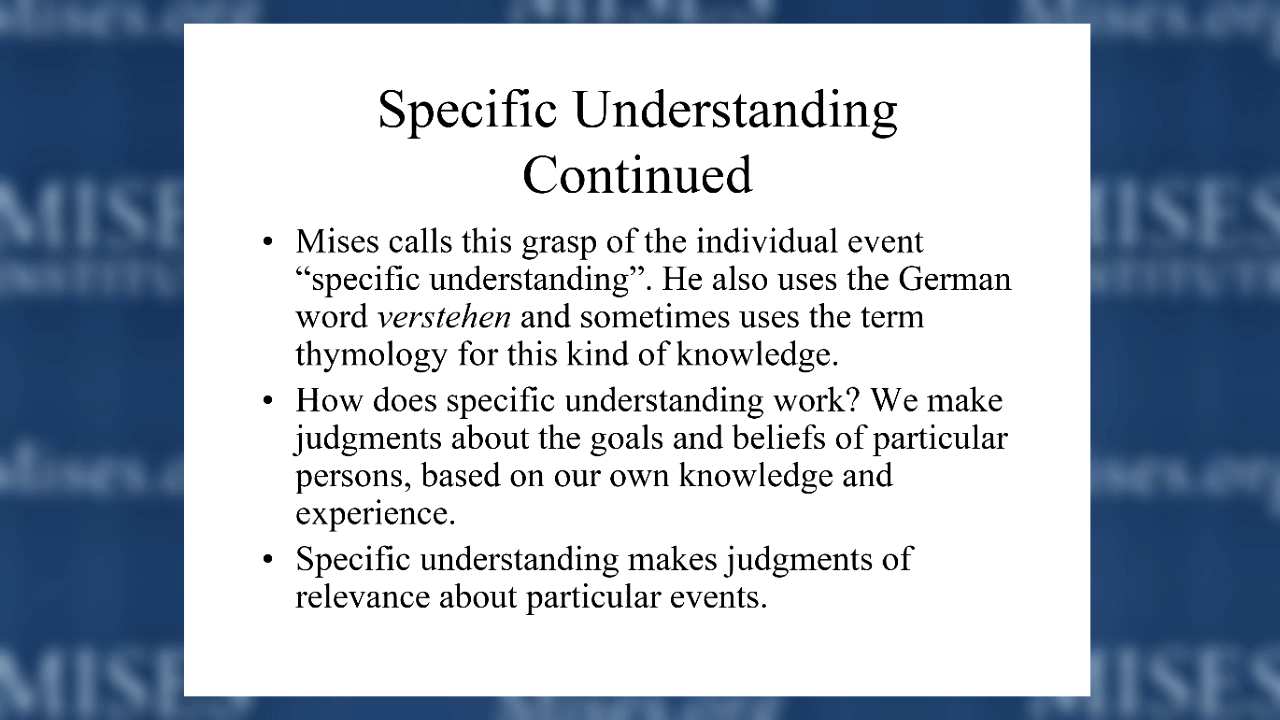 Specific Understanding
Continued
• Mises calls this grasp of the individual event
“specific understanding”. He also uses the German
word verstehen and sometimes uses the term
thymology for this kind of knowledge.
• How does specific understanding work? We make
judgments about the goals and beliefs of particular
persons, based on our own knowledge and
experience.
• Specific understanding makes judgments of
relevance about particular events.